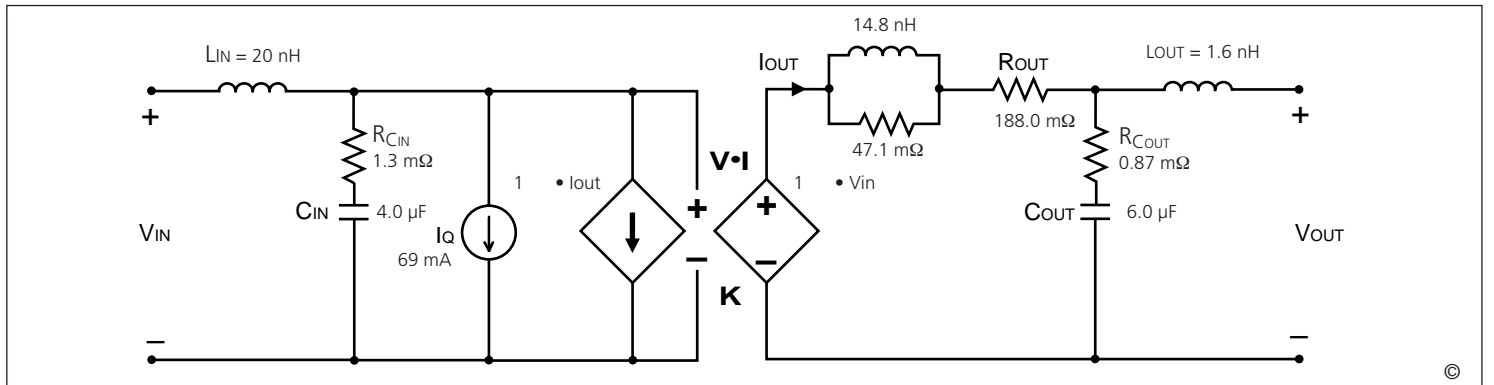 14.8 nH
LIN = 20 nH
IOUT
ROUT
LOUT = 1.6 nH
+
+
RCIN
1.3 mΩ
188.0 mΩ
47.1 mΩ
RCOUT
0.87 mΩ
V•I
1 • Iout
1 • Vin
CIN
4.0 µF
+
+
COUT
6.0 µF
VIN
IQ
69 mA
VOUT
–
–
K
–
–
©